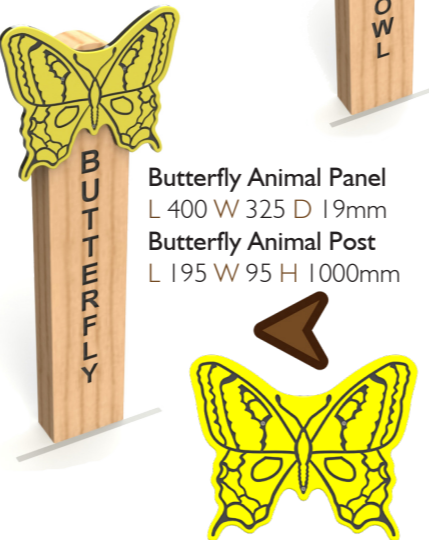 OWL
BUTTERFLY
Butterfly Animal Panel
L 400 W 325 D 19mm
Butterfly Animal Post
L 195 W 95 H 1000mm